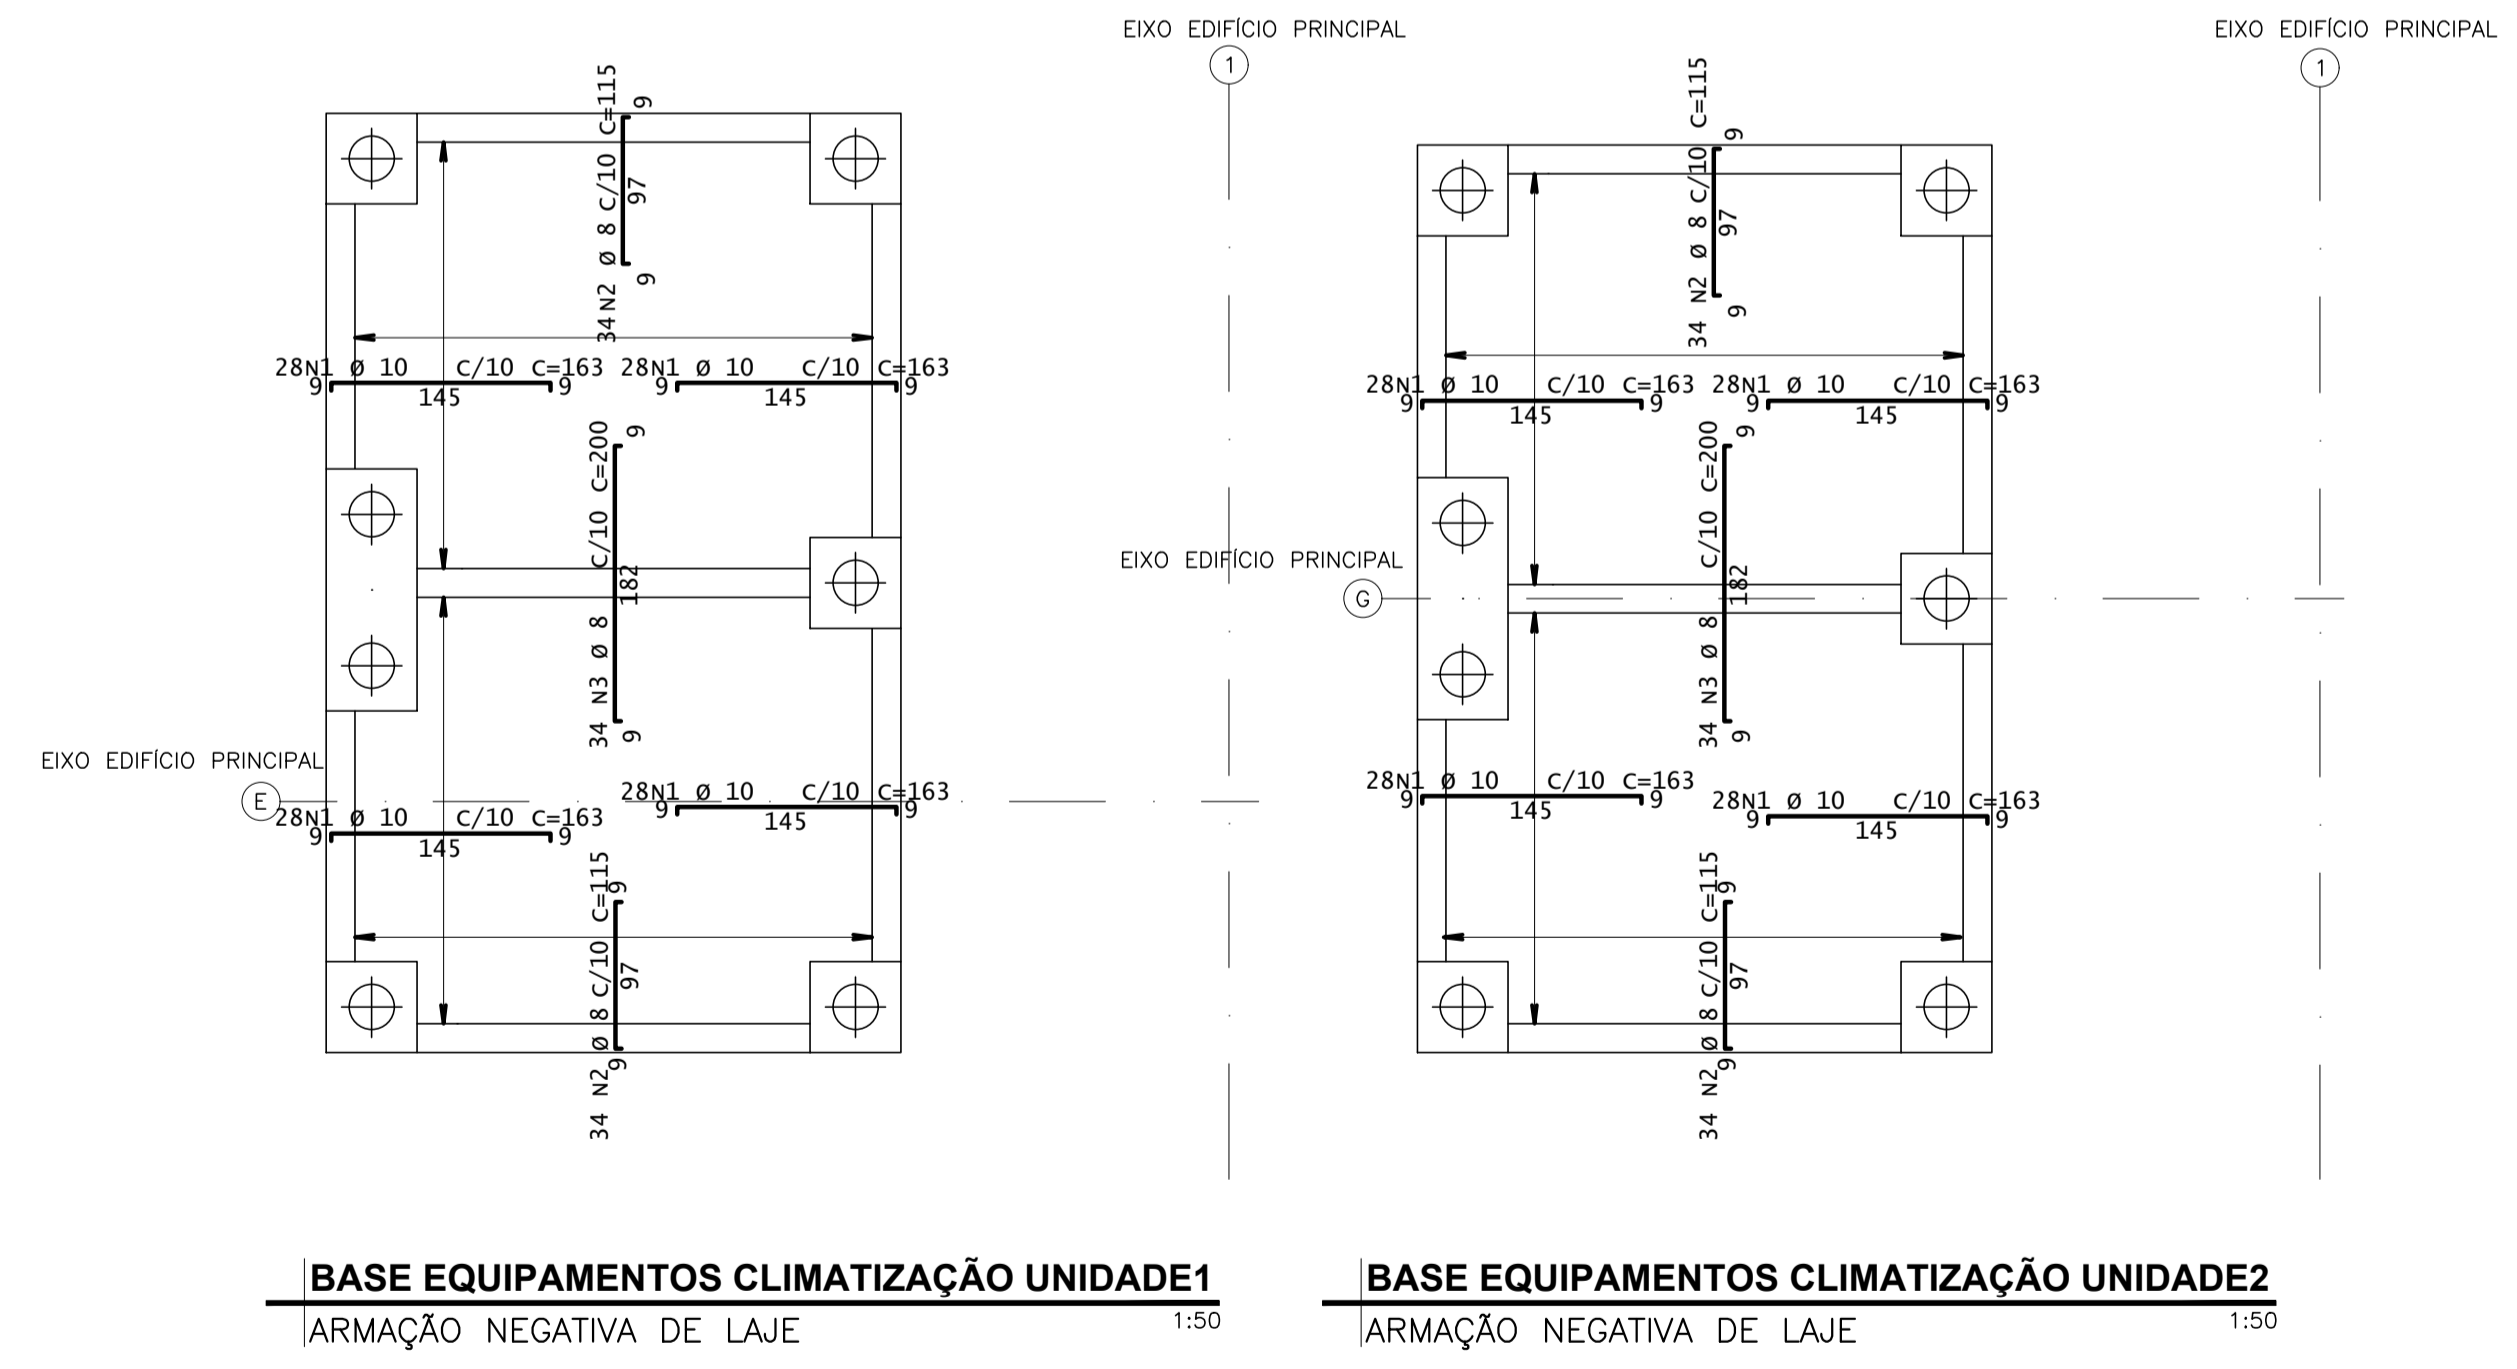 EIXO EDIFÍCIO PRINCIPAL
1
34 N2 Ø 8 C/10 C=115
9
97
9
28N1 Ø 10 C/10 C=163
9
145
9
28N1 Ø 10 C/10 C=163
9
145
9
34 N3 Ø 8 C/10 C=200
9
182
9
EIXO EDIFÍCIO PRINCIPAL
E
28N1 Ø 10 C/10 C=163
9
145
9
28N1 Ø 10 C/10 C=163
9
145
9
34 N2 Ø 8 C/10 C=115
9
97
9
BASE EQUIPAMENTOS CLIMATIZAÇÃO UNIDADE1
ARMAÇÃO NEGATIVA DE LAJE
1:50
EIXO EDIFÍCIO PRINCIPAL
1
34 N2 Ø 8 C/10 C=115
9
97
9
28N1 Ø 10 C/10 C=163
9
145
9
28N1 Ø 10 C/10 C=163
9
145
9
34 N3 Ø 8 C/10 C=200
9
182
9
EIXO EDIFÍCIO PRINCIPAL
G
28N1 Ø 10 C/10 C=163
9
145
9
28N1 Ø 10 C/10 C=163
9
145
9
34 N2 Ø 8 C/10 C=115
9
97
9
BASE EQUIPAMENTOS CLIMATIZAÇÃO UNIDADE2
ARMAÇÃO NEGATIVA DE LAJE
1:50